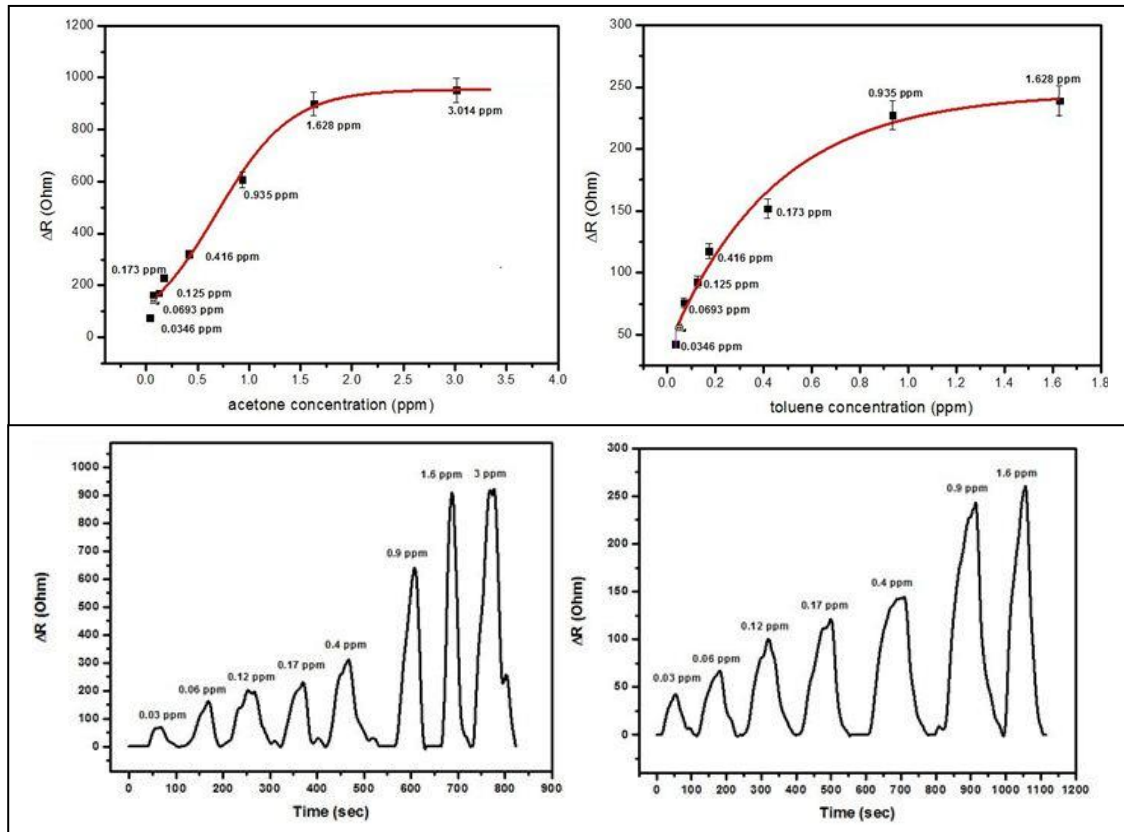 1200
1000
800
600
400
200
0
ΔR (Ohm)
0.0 0.5 1.0 1.5 2.0 2.5 3.0 3.5 4.0
acetone concentration (ppm)
0.0346 ppm
0.0693 ppm
0.125 ppm
0.173 ppm
0.416 ppm
0.935 ppm
1.628 ppm
3.014 ppm
300
250
200
150
100
50
ΔR (Ohm)
0.0 0.2 0.4 0.6 0.8 1.0 1.2 1.4 1.6 1.8
toluene concentration (ppm)
0.0346 ppm
0.0693 ppm
0.125 ppm
0.416 ppm
0.173 ppm
0.935 ppm
1.628 ppm
1000
900
800
700
600
500
400
300
200
100
0
ΔR (Ohm)
0 100 200 300 400 500 600 700 800 900
Time (sec)
0.03 ppm
0.06 ppm
0.12 ppm
0.17 ppm
0.4 ppm
0.9 ppm
1.6 ppm
3 ppm
300
250
200
150
100
50
0
ΔR (Ohm)
0 100 200 300 400 500 600 700 800 900 1000 1100 1200
Time (sec)
0.03 ppm
0.06 ppm
0.12 ppm
0.17 ppm
0.4 ppm
0.9 ppm
1.6 ppm